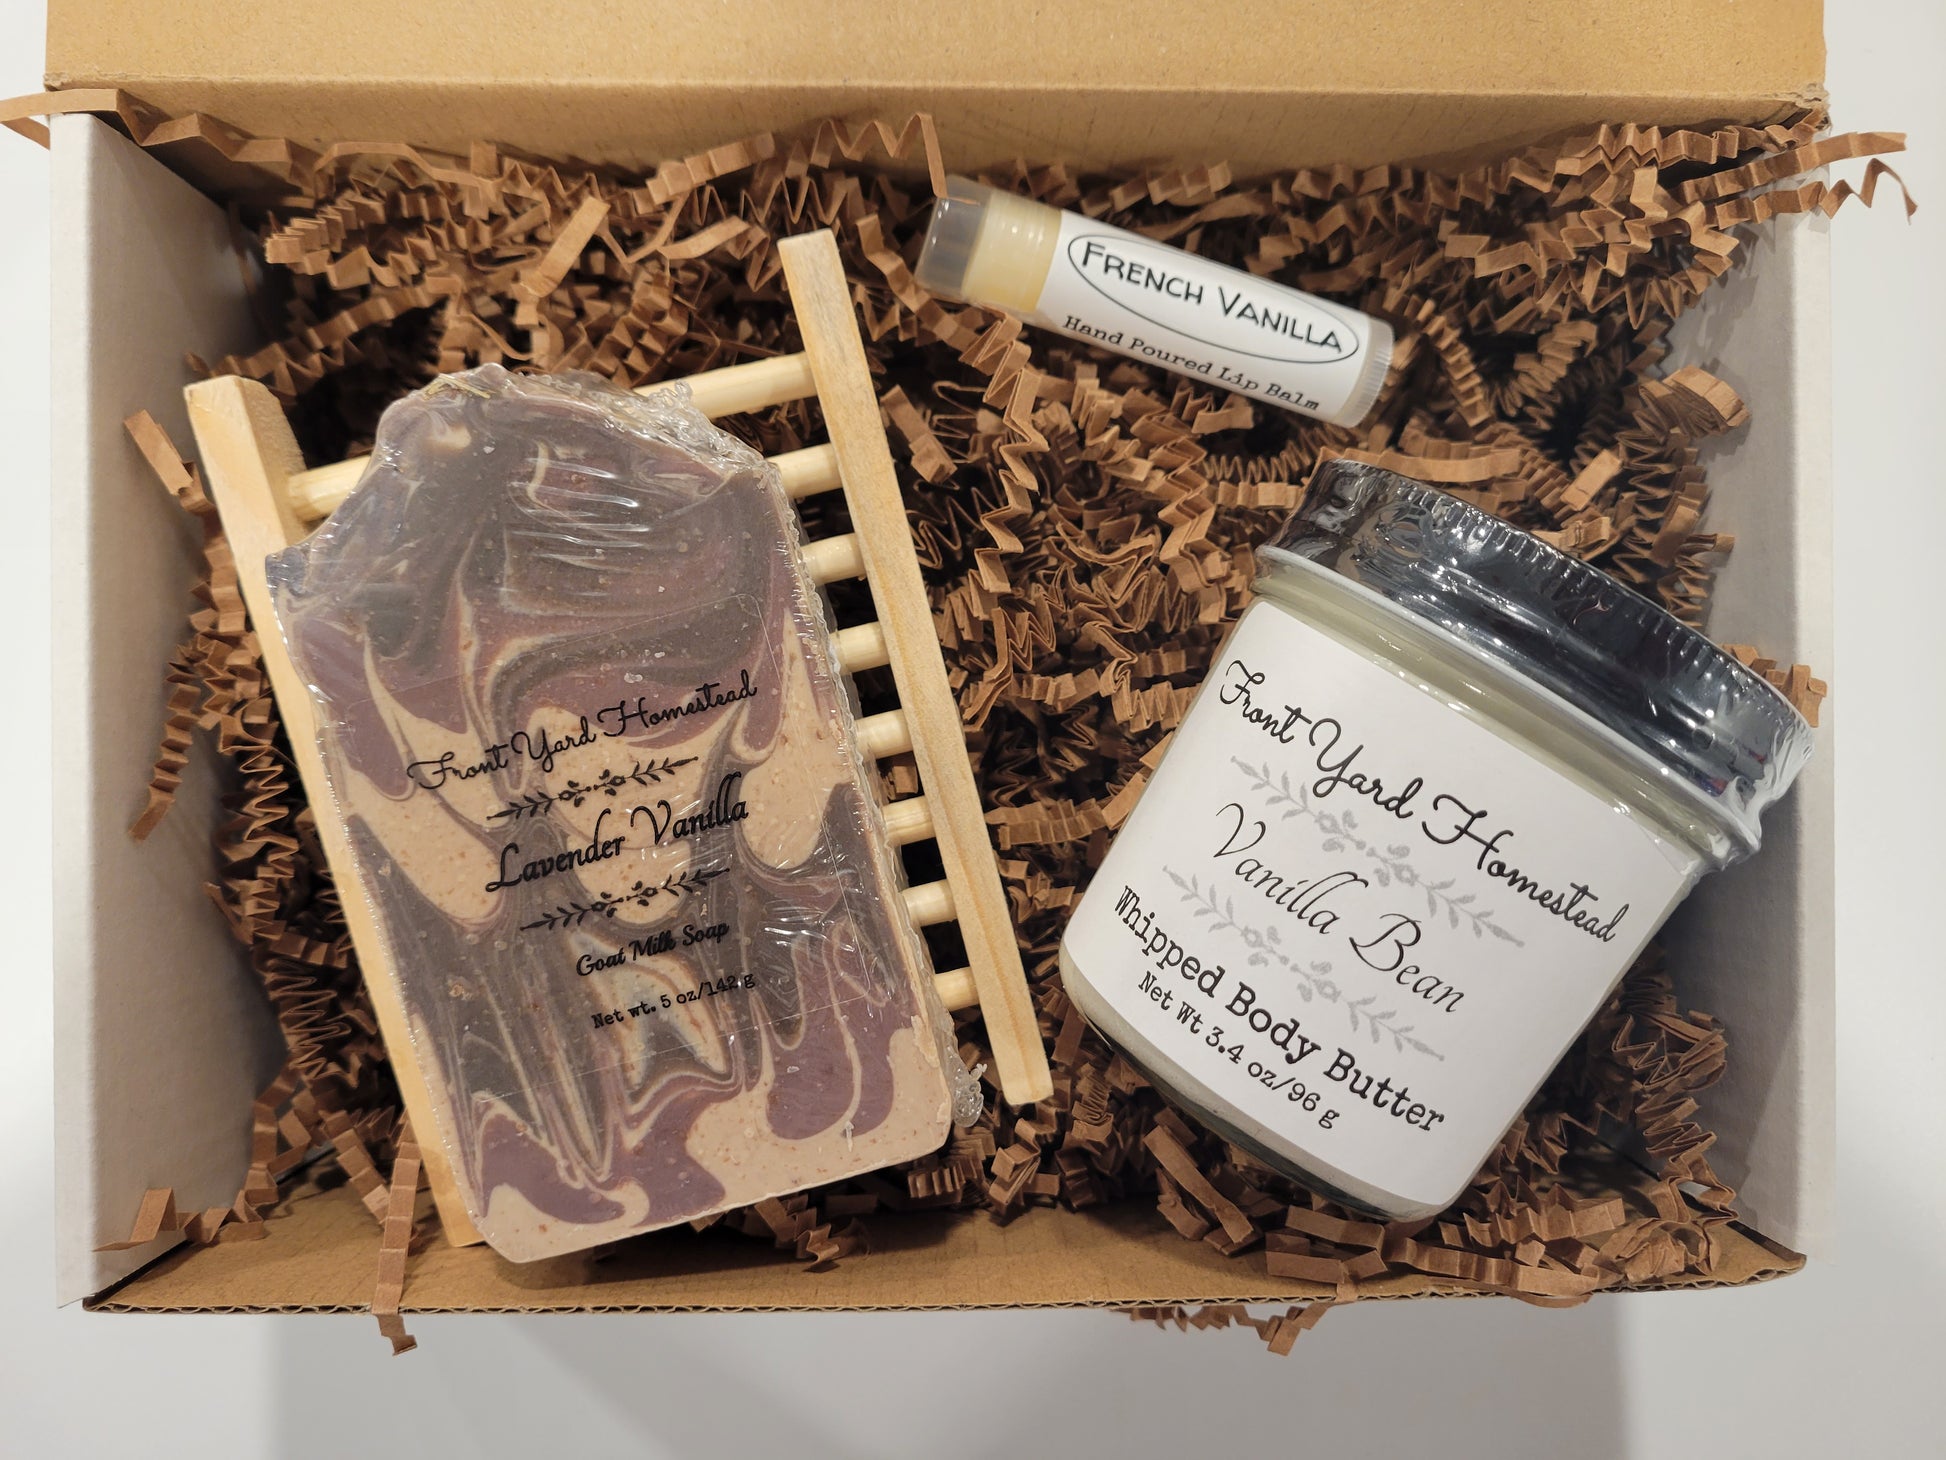 FRENCH VANILLA
Hand Poured Lip Balm
Front Yard Homestead
Lavender Vanilla
Goat Milk Soap
Net wt. 5 oz/142 g
Front Yard Homestead
Vanilla Bean
Whipped Body Butter
Net Wt 3.4 oz/96 g